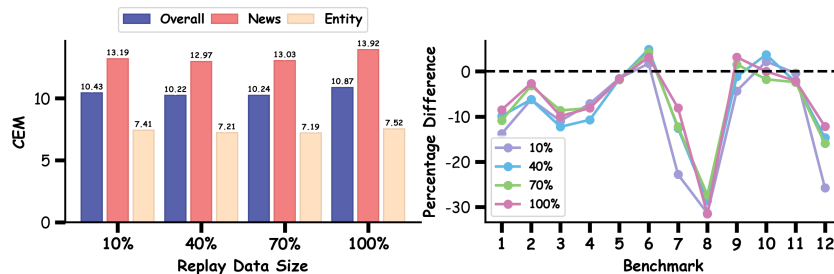 Overall News Entity
CEM
10
5
0
10.43 13.19 7.41
10.22 12.97 7.21
10.24 13.03 7.19
10.87 13.92 7.52
10% 40% 70% 100%
Replay Data Size
Percentage Difference
0
-10
-20
-30
10%
40%
70%
100%
1 2 3 4 5 6 7 8 9 10 11 12
Benchmark